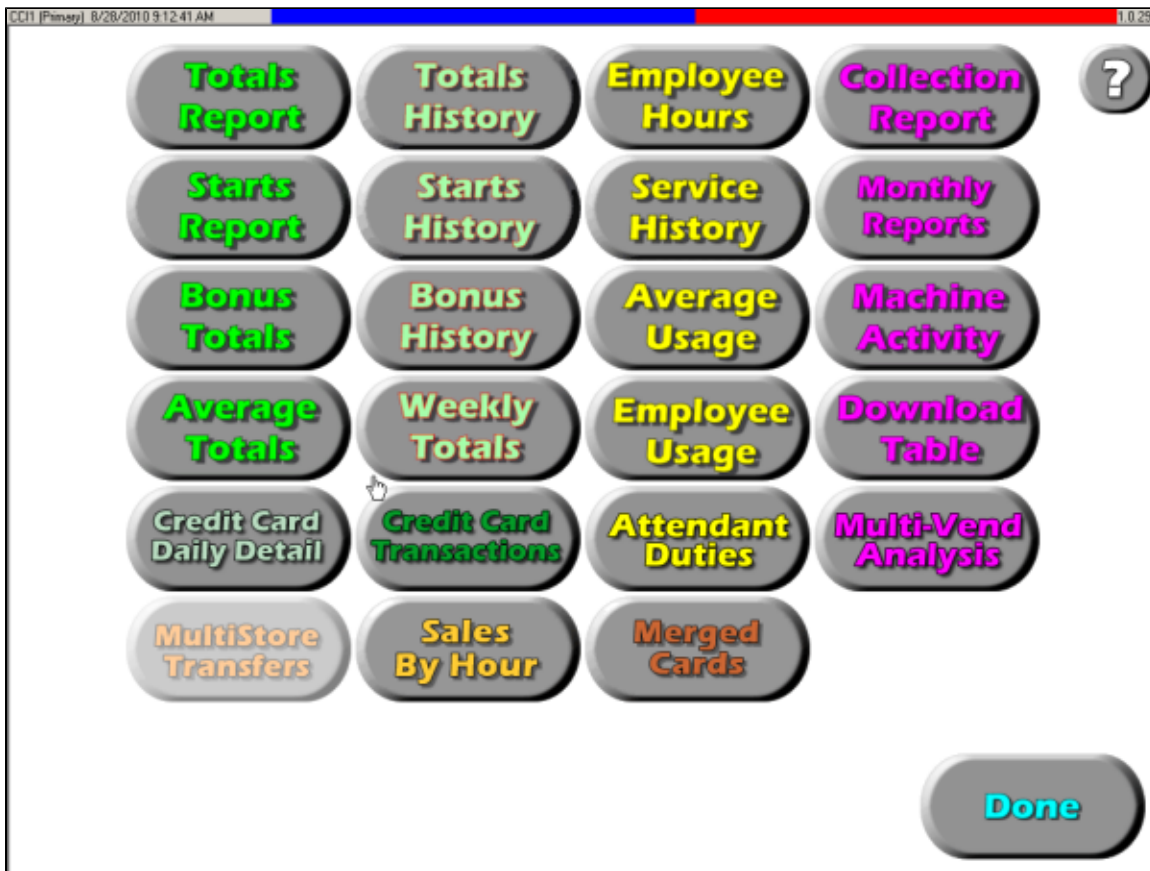 CCI1 (Primary) 8/28/2010 9:12:41 AM
1.0.29
Totals
Report
Totals
History
Employee
Hours
Collection
Report
?
Starts
Report
Starts
History
Service
History
Monthly
Reports
Bonus
Totals
Bonus
History
Average
Usage
Machine
Activity
Average
Totals
Weekly
Totals
Employee
Usage
Download
Table
Credit Card
Daily Detail
Credit Card
Transactions
Attendant
Duties
Multi-Vend
Analysis
MultiStore
Transfers
Sales
By Hour
Merged
Cards
Done